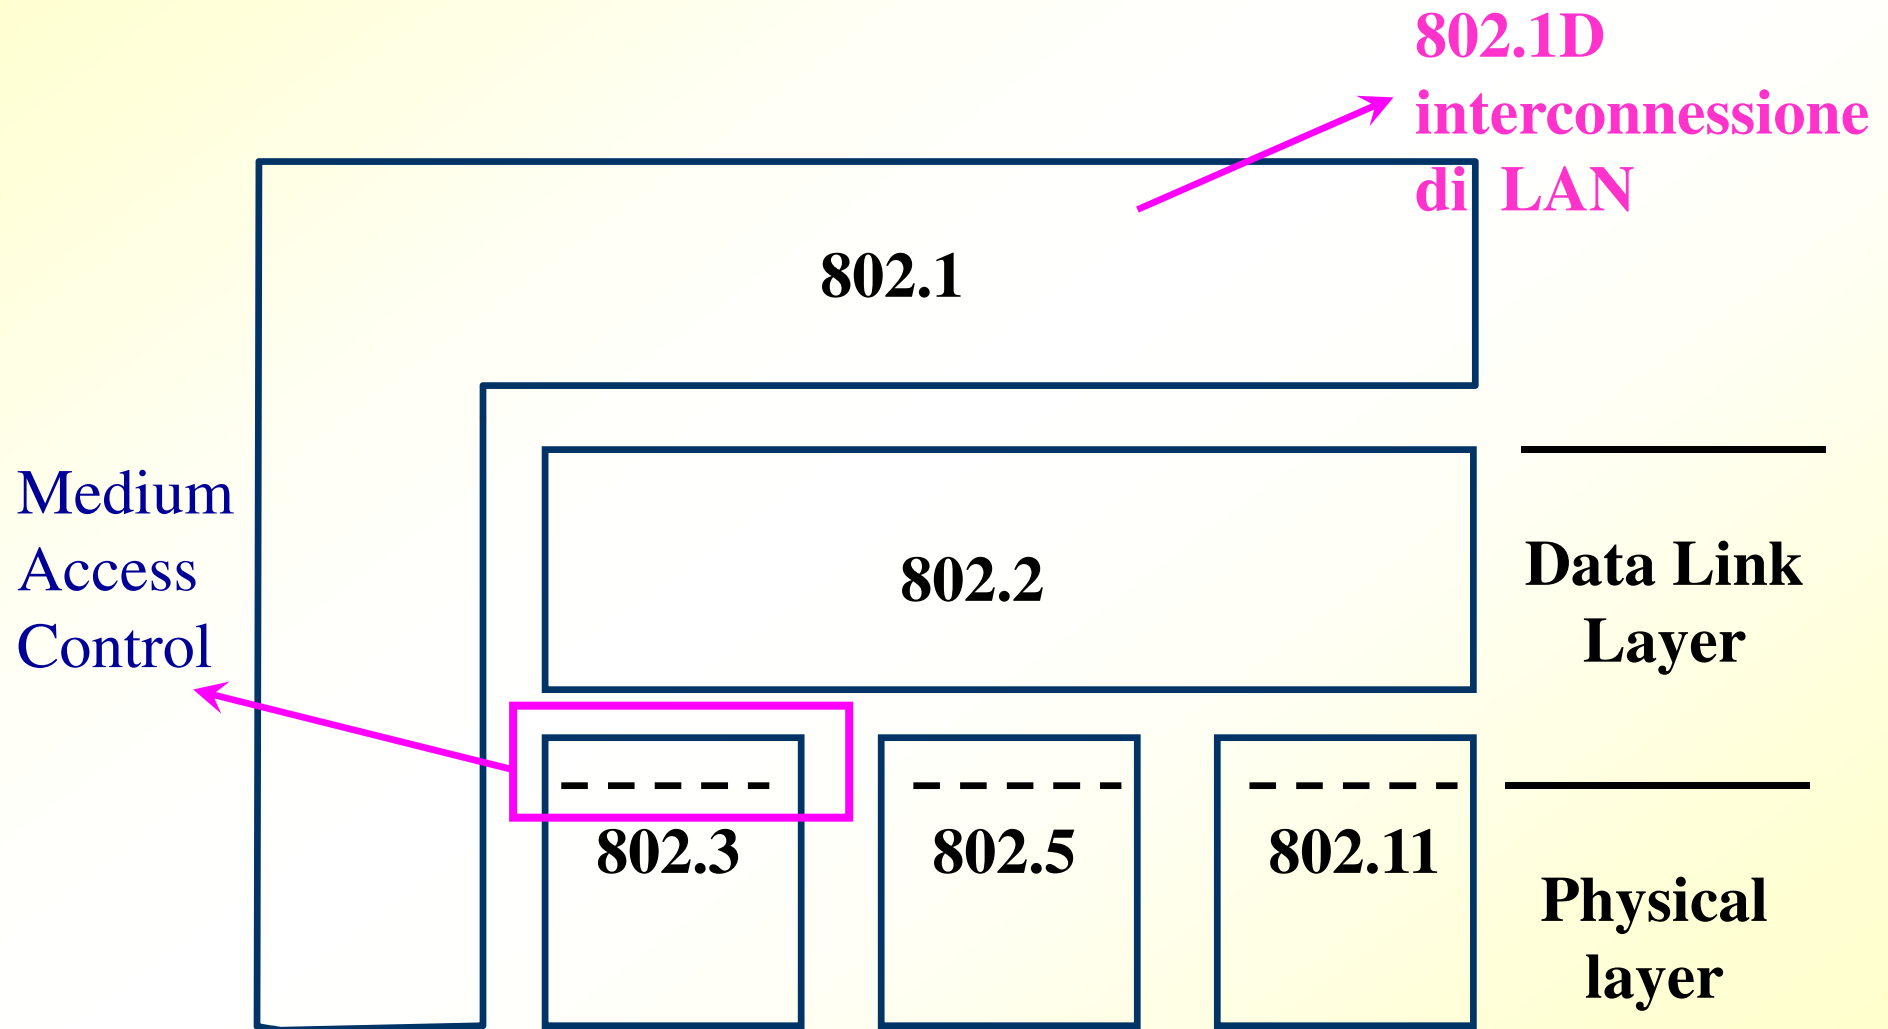 802.1D
interconnessione
di LAN
802.1
Medium
Access
Control
802.2
Data Link
Layer
802.3
802.5
802.11
Physical
layer